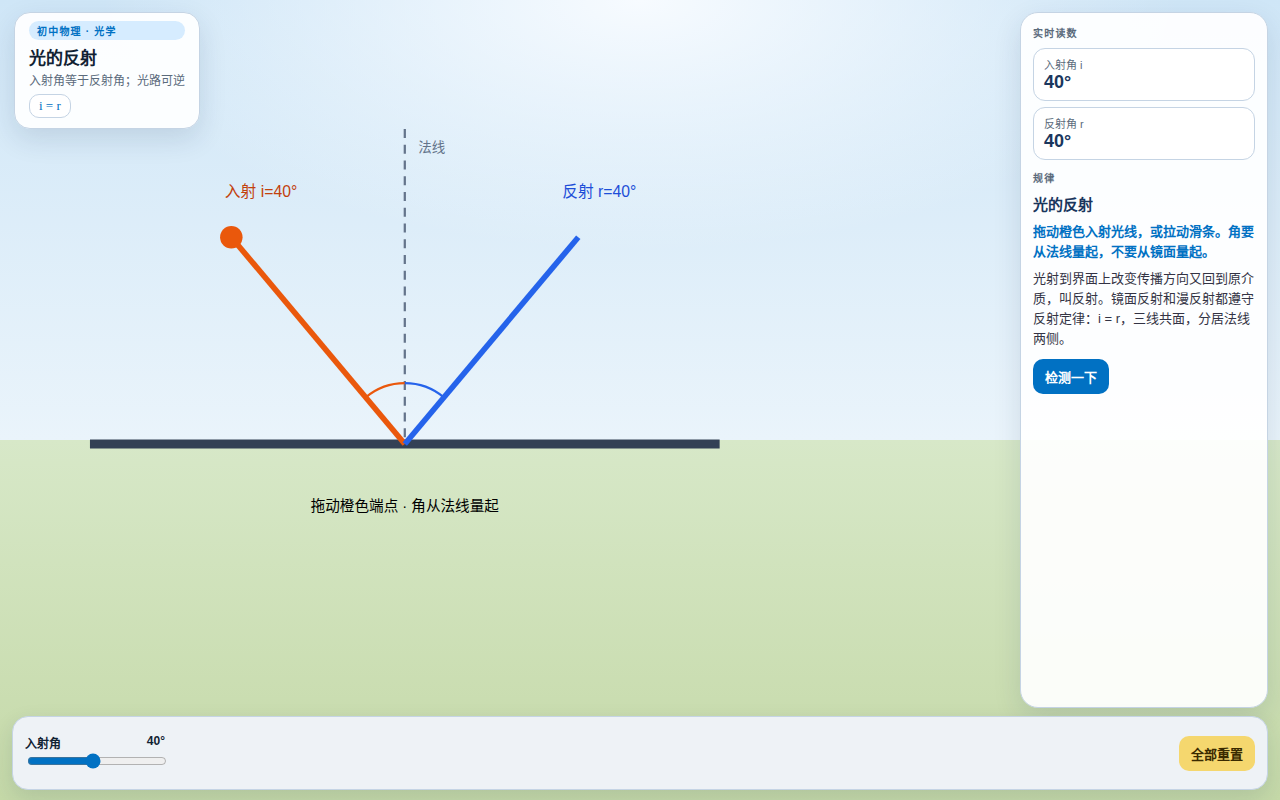 初中物理 · 光学
光的反射
入射角等于反射角；光路可逆
i = r
法线
入射 i=40°
反射 r=40°
拖动橙色端点 · 角从法线量起
实时读数
入射角 i
40°
反射角 r
40°
规律
光的反射
拖动橙色入射光线，或拉动滑条。角要
从法线量起，不要从镜面量起。
光射到界面上改变传播方向又回到原介
质，叫反射。镜面反射和漫反射都遵守
反射定律：i = r，三线共面，分居法线
两侧。
检测一下
入射角 40°
全部重置